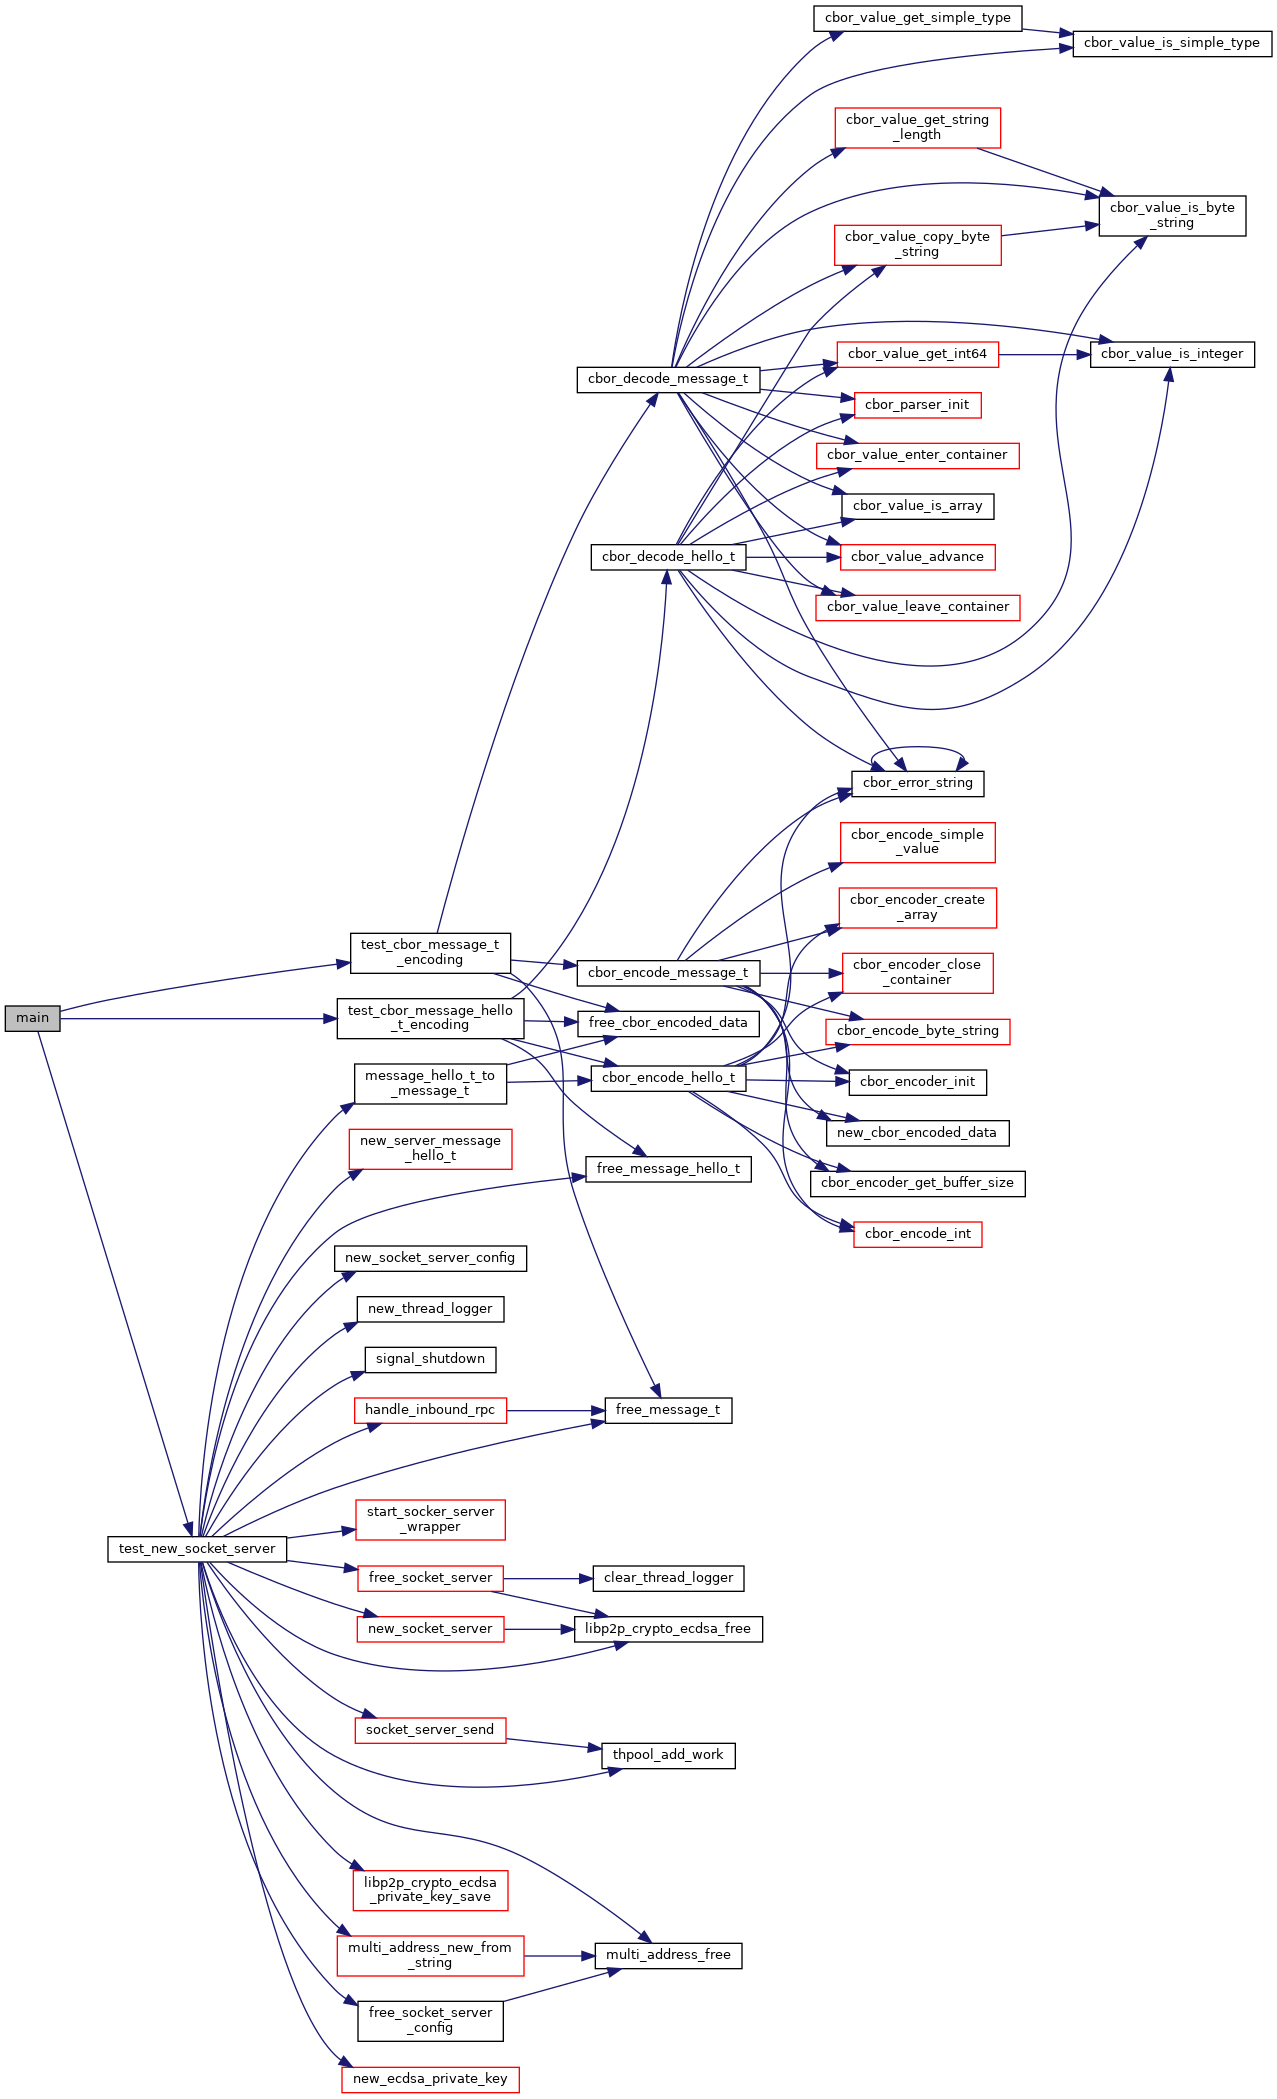 cbor_value_get_simple_type
cbor_value_is_simple_type
cbor_value_get_string
_length
cbor_value_is_byte
_string
cbor_value_copy_byte
_string
cbor_value_get_int64
cbor_value_is_integer
cbor_decode_message_t
cbor_parser_init
cbor_value_enter_container
cbor_value_is_array
cbor_decode_hello_t
cbor_value_advance
cbor_value_leave_container
cbor_error_string
cbor_encode_simple
_value
cbor_encoder_create
_array
test_cbor_message_t
_encoding
cbor_encode_message_t
cbor_encoder_close
_container
main
test_cbor_message_hello
_t_encoding
free_cbor_encoded_data
cbor_encode_byte_string
message_hello_t_to
_message_t
cbor_encode_hello_t
cbor_encoder_init
new_cbor_encoded_data
new_server_message
_hello_t
free_message_hello_t
cbor_encoder_get_buffer_size
cbor_encode_int
new_socket_server_config
new_thread_logger
signal_shutdown
handle_inbound_rpc
free_message_t
start_socker_server
_wrapper
test_new_socket_server
free_socket_server
clear_thread_logger
new_socket_server
libp2p_crypto_ecdsa_free
socket_server_send
thpool_add_work
libp2p_crypto_ecdsa
_private_key_save
multi_address_new_from
_string
multi_address_free
free_socket_server
_config
new_ecdsa_private_key